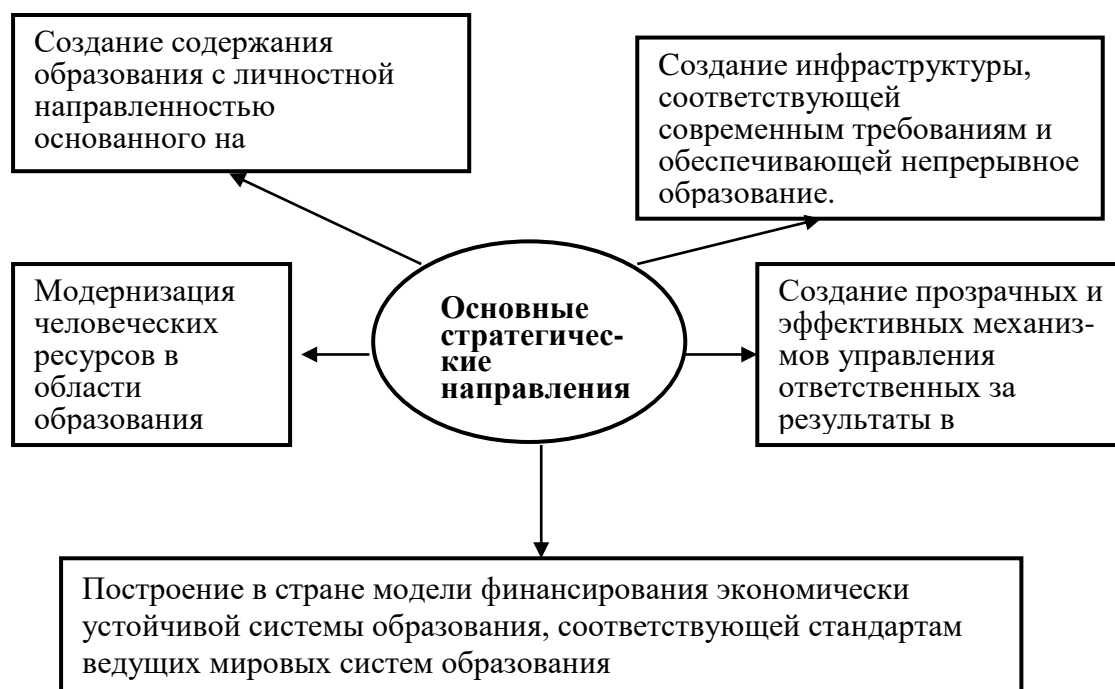 Создание содержания
образования с личностной
направленностью
основанного на
Создание инфраструктуры,
соответствующей
современным требованиям и
обеспечивающей непрерывное
образование.
Модернизация
человеческих
ресурсов в
области
образования
Основные
стратегичес-
кие
направления
Создание прозрачных и
эффективных механиз-
мов управления
ответственных за
результаты в
Построение в стране модели финансирования экономически
устойчивой системы образования, соответствующей стандартам
ведущих мировых систем образования